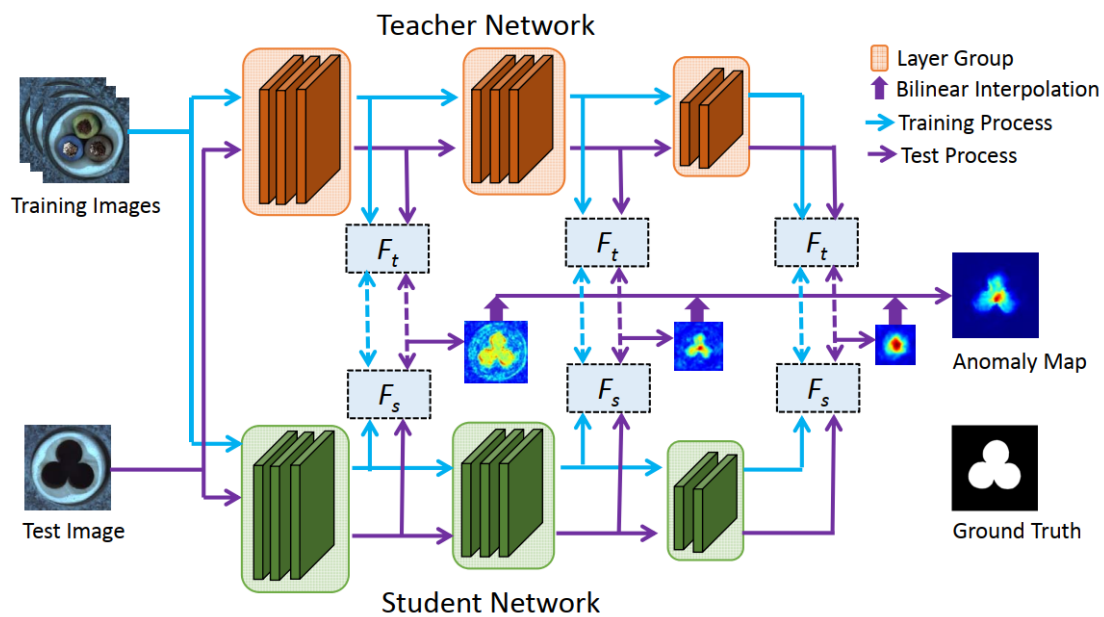 Teacher Network
Layer Group
Bilinear Interpolation
Training Process
Test Process
Training Images
F_t
F_t
F_t
Anomaly Map
F_s
F_s
F_s
Test Image
Ground Truth
Student Network